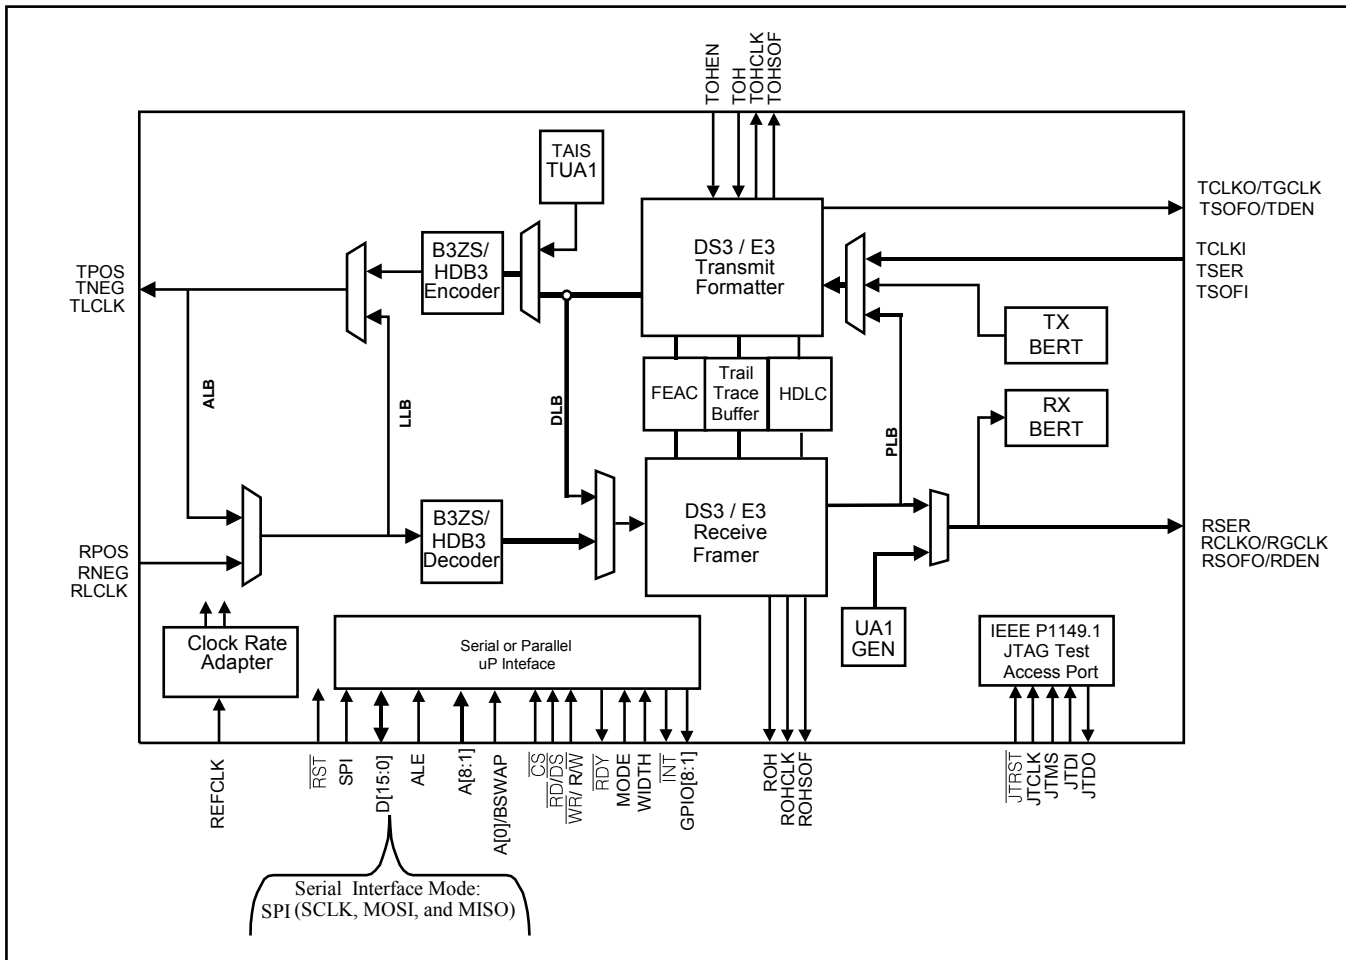 TOHEN
TOH
TOHCLK
TOHSOF
TAIS
TUA1
TCLKO/TGCLK
TSOFO/TDEN
B3ZS/
HDB3
Encoder
DS3 / E3
Transmit
Formatter
TCLKI
TSER
TSOFI
TPOS
TNEG
TLCLK
TX
BERT
ALB
LLB
DLB
FEAC
Trail
Trace
Buffer
HDLC
PLB
RX
BERT
B3ZS/
HDB3
Decoder
DS3 / E3
Receive
Framer
RSER
RCLKO/RGCLK
RSOFO/RDEN
RPOS
RNEG
RLCLK
Clock Rate
Adapter
Serial or Parallel
uP Inteface
UA1
GEN
IEEE P1149.1
JTAG Test
Access Port
REFCLK
RST
SPI
D[15:0]
ALE
A[8:1]
A[0]/BSWAP
CS
RD/DS
WR/ R/W
RDY
MODE
WIDTH
INT
GPIO[8:1]
ROH
ROHCLK
ROHSOF
JTRST
JTCLK
JTMS
JTDI
JTDO
Serial Interface Mode:
SPI (SCLK, MOSI, and MISO)